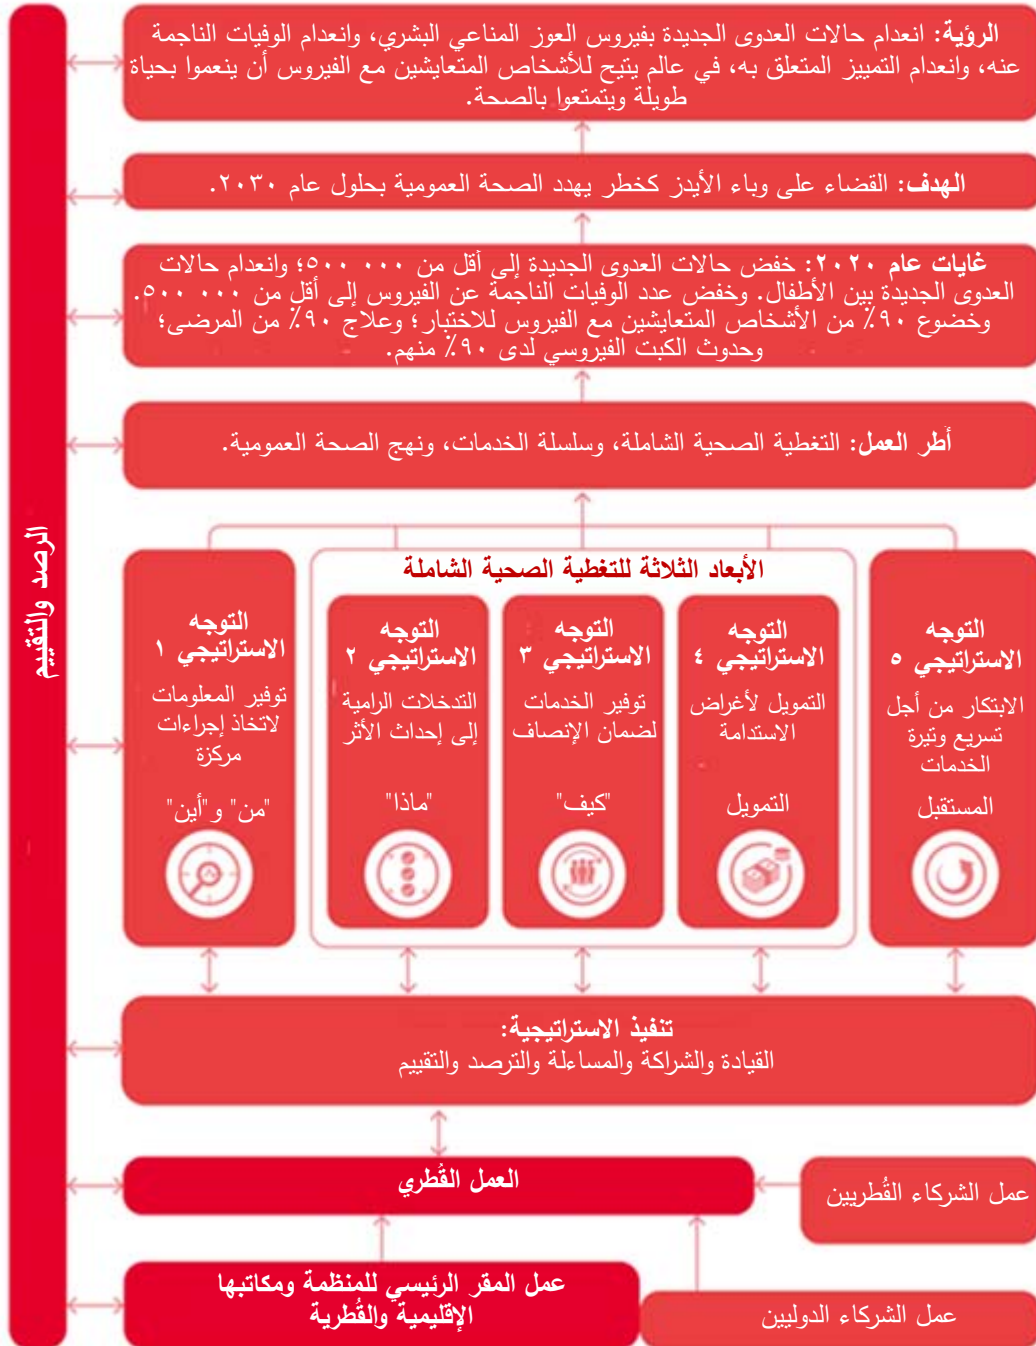 الرؤية: انعدام حالات العدوى الجديدة بفيروس العوز المناعي البشري، وانعدام الوفيات الناجمة
عنه، وانعدام التمييز المتعلق به، في عالم يتيح للأشخاص المتعايشين مع الفيروس أن ينعموا بحياة
طويلة ويتمتعوا بالصحة.
الهدف: القضاء على وباء الأيدز كخطر يهدد الصحة العمومية بحلول عام ٢٠٣٠.
غايات عام ٢٠٢٠: خفض حالات العدوى الجديدة إلى أقل من ٥٠٠ ٠٠٠؛ وانعدام حالات
العدوى الجديدة بين الأطفال. وخفض عدد الوفيات الناجمة عن الفيروس إلى أقل من ٥٠٠ ٠٠٠.
وخضوع ٩٠٪ من الأشخاص المتعايشين مع الفيروس للاختبار؛ وعلاج ٩٠٪ من المرضى؛
وحدوث الكبت الفيروسي لدى ٩٠٪ منهم.
أطر العمل: التغطية الصحية الشاملة، وسلسلة الخدمات، ونهج الصحة العمومية.
الرصد والتقييم
الأبعاد الثلاثة للتغطية الصحية الشاملة
التوجه
الاستراتيجي ١
توفير المعلومات
لاتخاذ إجراءات
مركزة
"من" و"أين"
التوجه
الاستراتيجي ٢
التدخلات الرامية
إلى إحداث الأثر
"ماذا"
التوجه
الاستراتيجي ٣
توفير الخدمات
لضمان الإنصاف
"كيف"
التوجه
الاستراتيجي ٤
التمويل لأغراض
الاستدامة
التمويل
التوجه
الاستراتيجي ٥
الابتكار من أجل
تسريع وتيرة
الخدمات
المستقبل
تنفيذ الاستراتيجية:
القيادة والشراكة والمساءلة والترصد والتقييم
العمل القُطري
عمل الشركاء القُطريين
عمل المقر الرئيسي للمنظمة ومكاتبها
الإقليمية والقُطرية
عمل الشركاء الدوليين